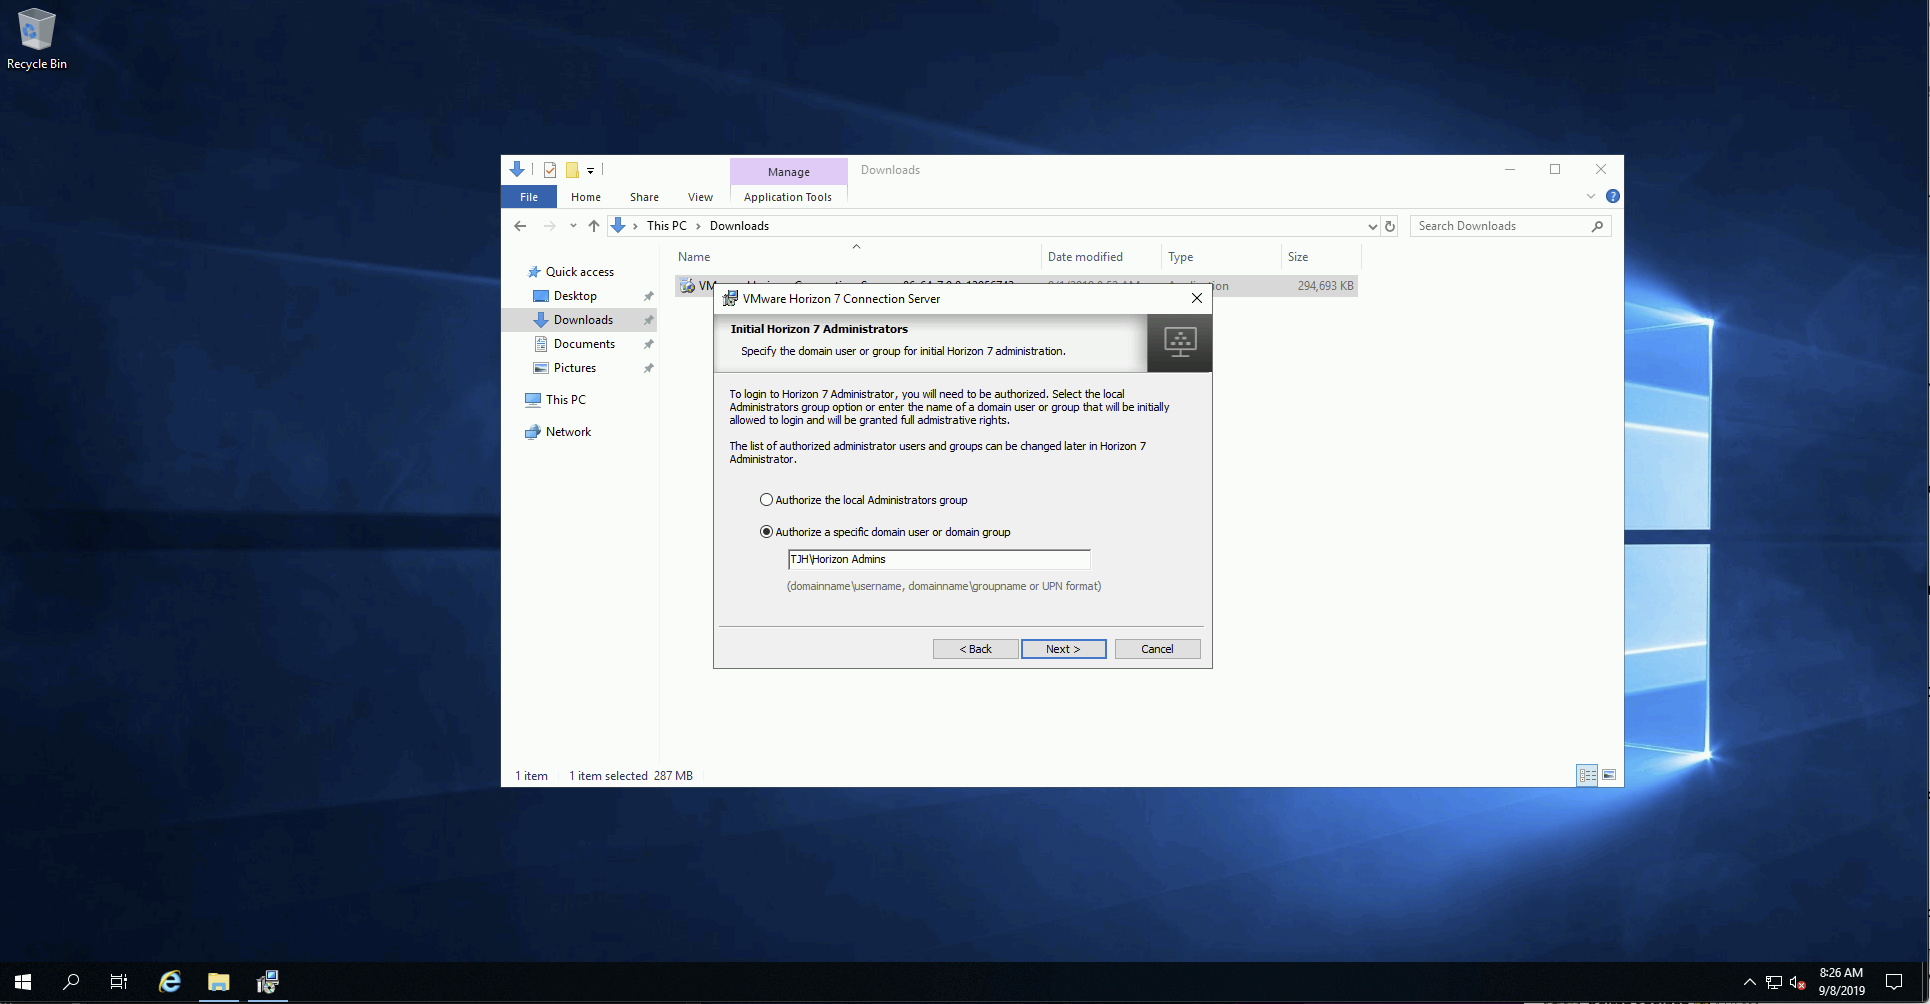 Recycle Bin
Manage
Downloads
File
Home
Share
View
Application Tools
This PC
Downloads
Search Downloads
Name
Date modified
Type
Size
294,693 KB
Quick access
Desktop
Downloads
Documents
Pictures
This PC
Network
VMware Horizon 7 Connection Server
Initial Horizon 7 Administrators
Specify the domain user or group for initial Horizon 7 administration.
To login to Horizon 7 Administrator, you will need to be authorized. Select the local
Administrators group option or enter the name of a domain user or group that will be initially
allowed to login and will be granted full admistrative rights.
The list of authorized administrator users and groups can be changed later in Horizon 7
Administrator.
Authorize the local Administrators group
Authorize a specific domain user or domain group
TJH\Horizon Admins
(domainname\username, domainname\groupname or UPN format)
< Back
Next >
Cancel
1 item
1 item selected 287 MB
8:26 AM
9/8/2019